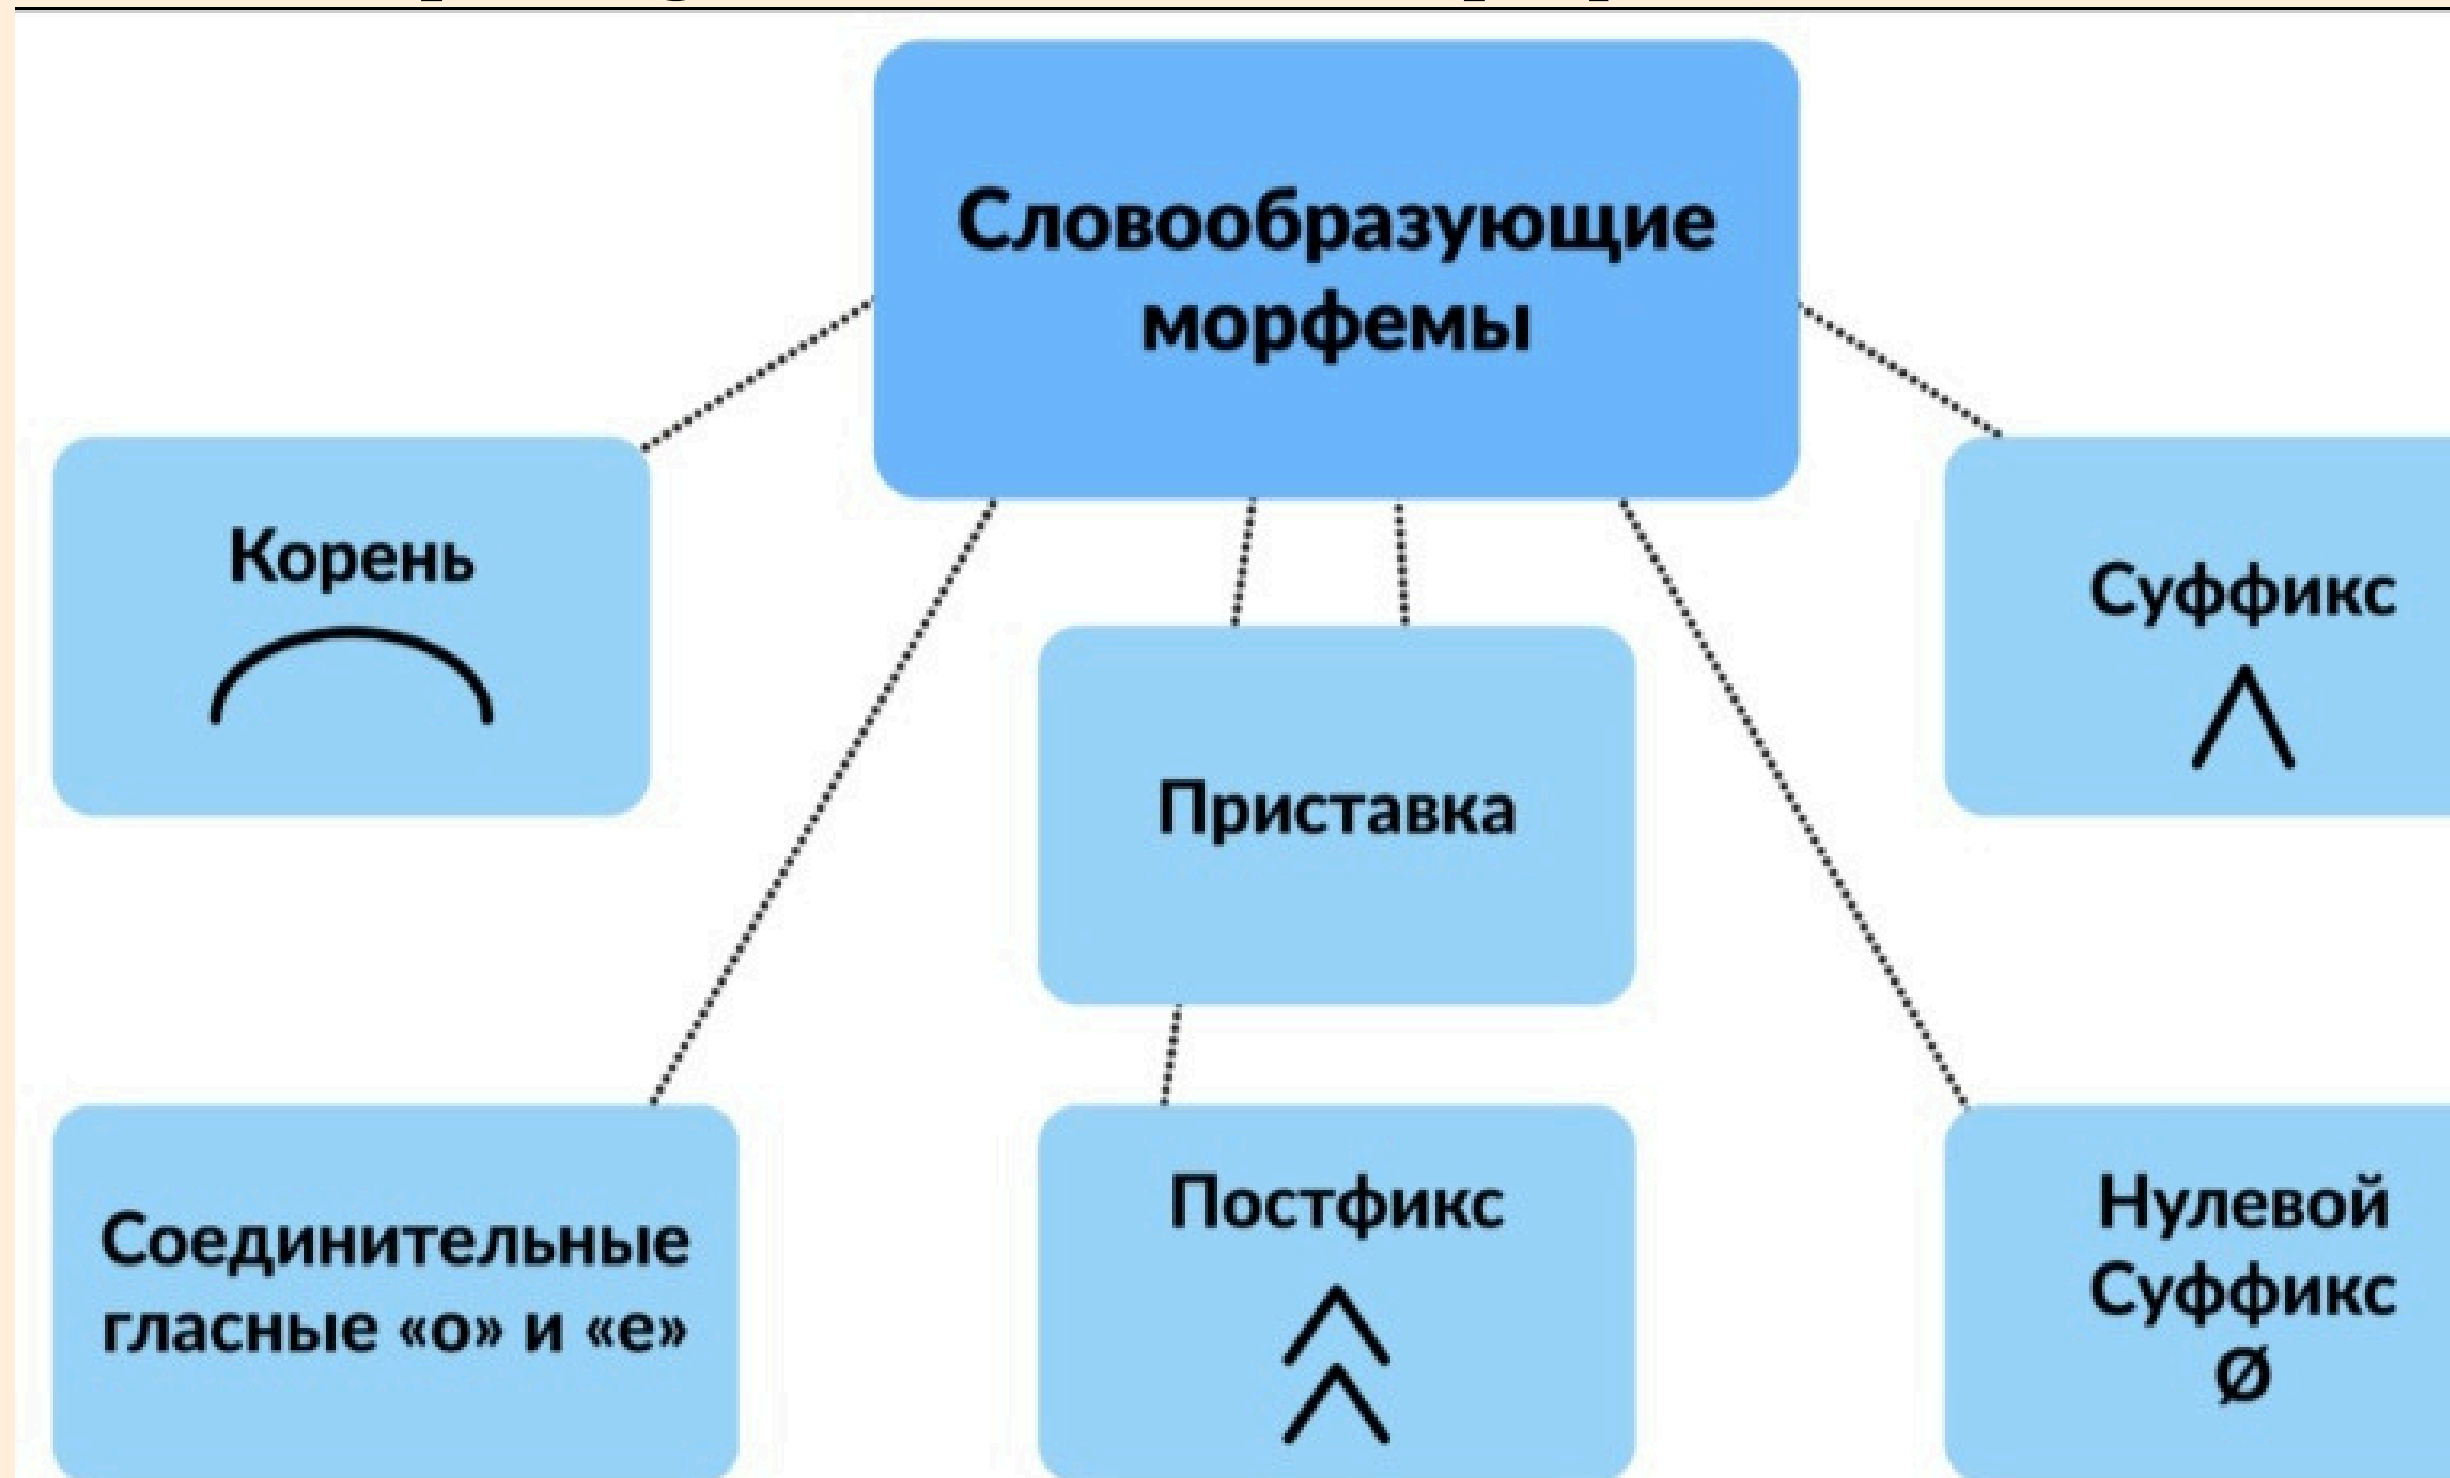 Словообразующие
морфемы
Корень
Суффикс
Приставка
Соединительные
гласные «о» и «е»
Постфикс
Нулевой
Суффикс
Ø